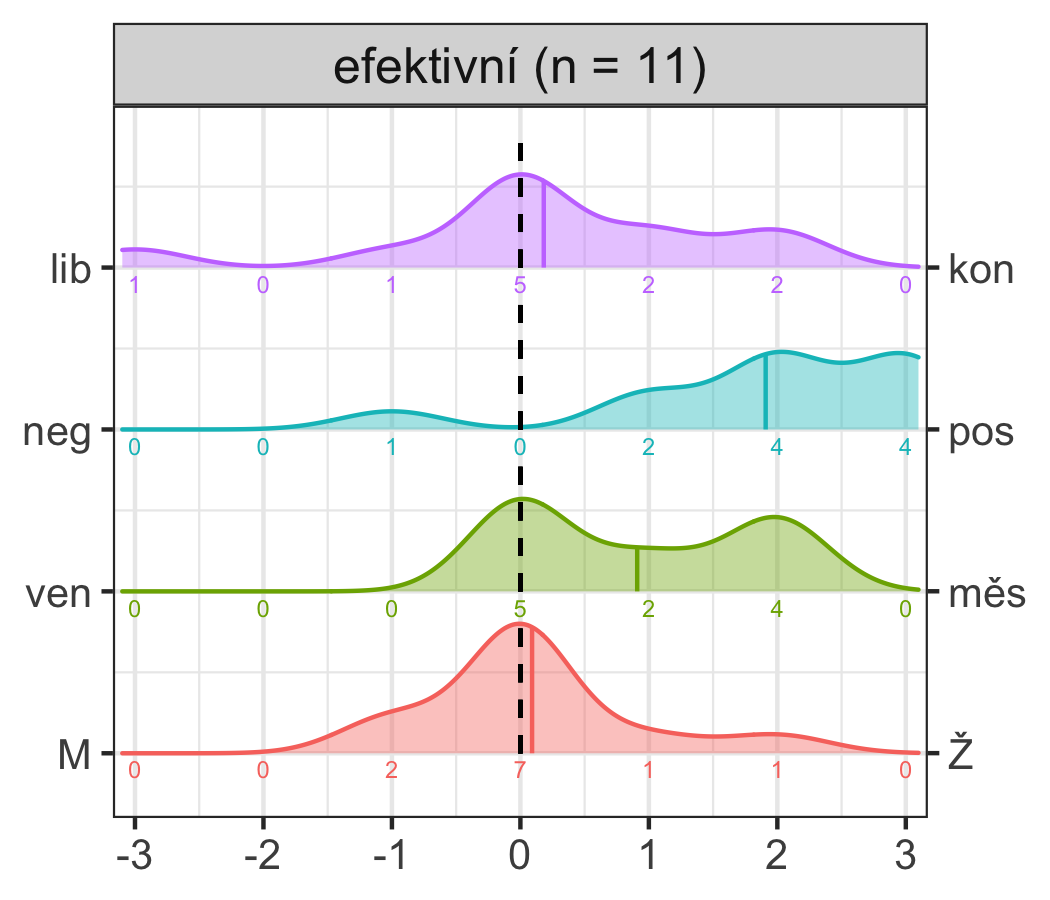 efektivní (n = 11)
lib kon
1 0 1 5 2 2 0
neg pos
0 0 1 0 2 4 4
ven měs
0 0 0 5 2 4 0
M Ž
0 0 2 7 1 1 0
-3 -2 -1 0 1 2 3